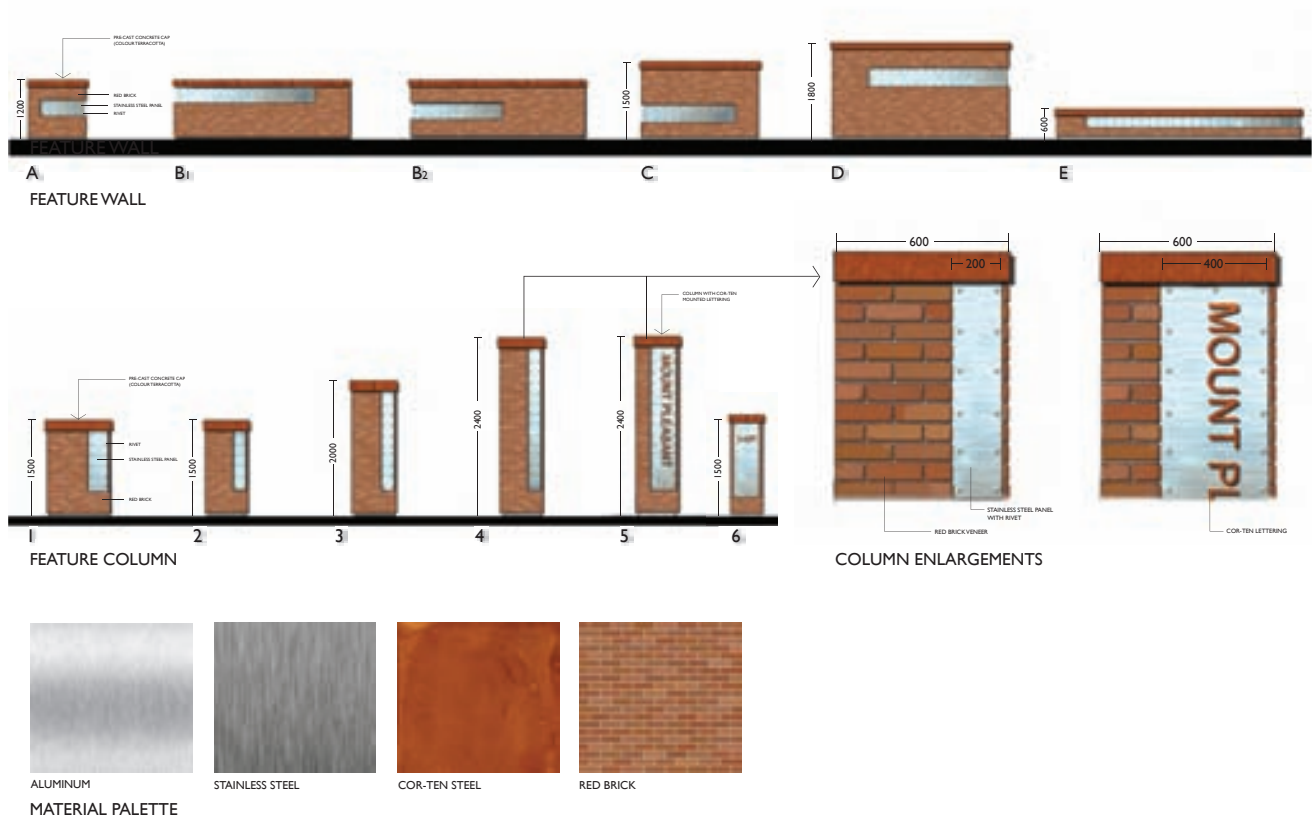 PRE-CAST CONCRETE CAP
(COLOUR TERRACOTTA)
RED BRICK
STAINLESS STEEL PANEL
RIVET
1200
1500
1800
600
FEATURE WALL
A
B1
B2
C
D
E
FEATURE WALL
PRE-CAST CONCRETE CAP
(COLOUR TERRACOTTA)
RIVET
STAINLESS STEEL PANEL
RED BRICK
1500
1500
2000
2400
COLUMN WITH COR-TEN
MOUNTED LETTERING
2400
MOUNT PLEASANT
1500
1
2
3
4
5
6
FEATURE COLUMN
600
200
STAINLESS STEEL PANEL
WITH RIVET
RED BRICK VENEER
600
400
MOUNT PL
COR-TEN LETTERING
COLUMN ENLARGEMENTS
ALUMINUM
STAINLESS STEEL
COR-TEN STEEL
RED BRICK
MATERIAL PALETTE